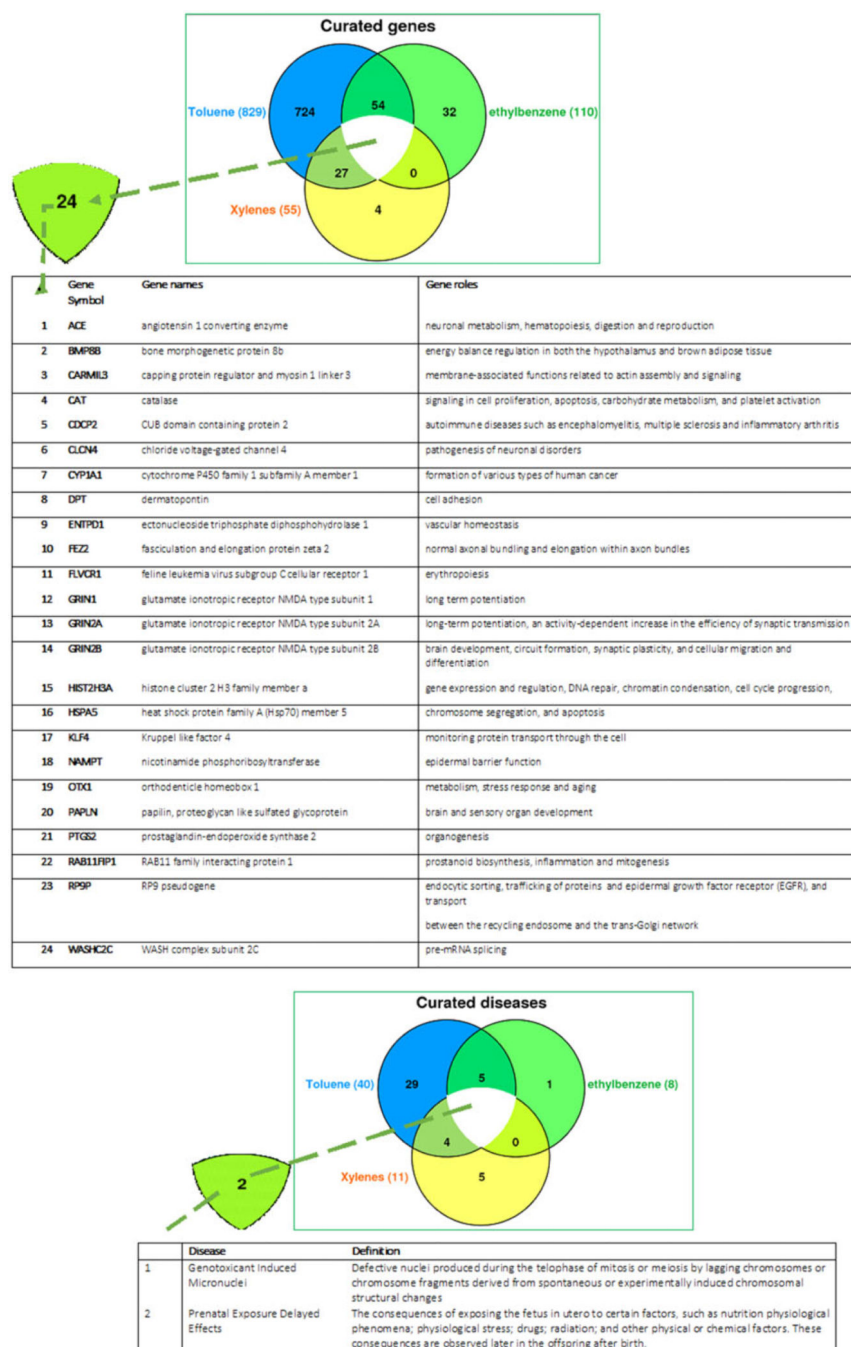 Curated genes
Toluene (829)
724
54
32
ethylbenzene (110)
27
0
24
Xylenes (55)
4
Gene Symbol Gene names Gene roles
1 ACE angiotensin 1 converting enzyme neuronal metabolism, hematopoiesis, digestion and reproduction
2 BMP8B bone morphogenetic protein 8b energy balance regulation in both the hypothalamus and brown adipose tissue
3 CARMIL3 capping protein regulator and myosin 1 linker 3 membrane-associated functions related to actin assembly and signaling
4 CAT catalase signaling in cell proliferation, apoptosis, carbohydrate metabolism, and platelet activation
5 CDCP2 CUB domain containing protein 2 autoimmune diseases such as encephalomyelitis, multiple sclerosis and inflammatory arthritis
6 CLCN4 chloride voltage-gated channel 4 pathogenesis of neuronal disorders
7 CYP1A1 cytochrome P450 family 1 subfamily A member 1 formation of various types of human cancer
8 DPT dermatopontin cell adhesion
9 ENTPD1 ectonucleoside triphosphate diphosphohydrolase 1 vascular homeostasis
10 FEZ2 fasciculation and elongation protein zeta 2 normal axonal bundling and elongation within axon bundles
11 FLVCR1 feline leukemia virus subgroup C cellular receptor 1 erythropoiesis
12 GRIN1 glutamate ionotropic receptor NMDA type subunit 1 long term potentiation
13 GRIN2A glutamate ionotropic receptor NMDA type subunit 2A long-term potentiation, an activity-dependent increase in the efficiency of synaptic transmission
14 GRIN2B glutamate ionotropic receptor NMDA type subunit 2B brain development, circuit formation, synaptic plasticity, and cellular migration and
differentiation
15 HIST2H3A histone cluster 2 H3 family member a gene expression and regulation, DNA repair, chromatin condensation, cell cycle progression,
16 HSPA5 heat shock protein family A (Hsp70) member 5 chromosome segregation, and apoptosis
17 KLF4 Kruppel like factor 4 monitoring protein transport through the cell
18 NAMPT nicotinamide phosphoribosyltransferase epidermal barrier function
19 OTX1 orthodenticle homeobox 1 metabolism, stress response and aging
20 PAPLN papilin, proteoglycan like sulfated glycoprotein brain and sensory organ development
21 PTGS2 prostaglandin-endoperoxide synthase 2 organogenesis
22 RAB11FIP1 RAB11 family interacting protein 1 prostanoid biosynthesis, inflammation and mitogenesis
23 RP9P RP9 pseudogene endocytic sorting, trafficking of proteins and epidermal growth factor receptor (EGFR), and
transport
between the recycling endosome and the trans-Golgi network
24 WASHC2C WASH complex subunit 2C pre-mRNA splicing
Curated diseases
Toluene (40)
29
5
1
ethylbenzene (8)
4
0
2
Xylenes (11)
5
Disease Definition
1 Genotoxicant Induced Defective nuclei produced during the telophase of mitosis or meiosis by lagging chromosomes or
Micronuclei chromosome fragments derived from spontaneous or experimentally induced chromosomal
structural changes
2 Prenatal Exposure Delayed The consequences of exposing the fetus in utero to certain factors, such as nutrition physiological
Effects phenomena; physiological stress; drugs; radiation; and other physical or chemical factors. These
consequences are observed later in the offspring after birth.